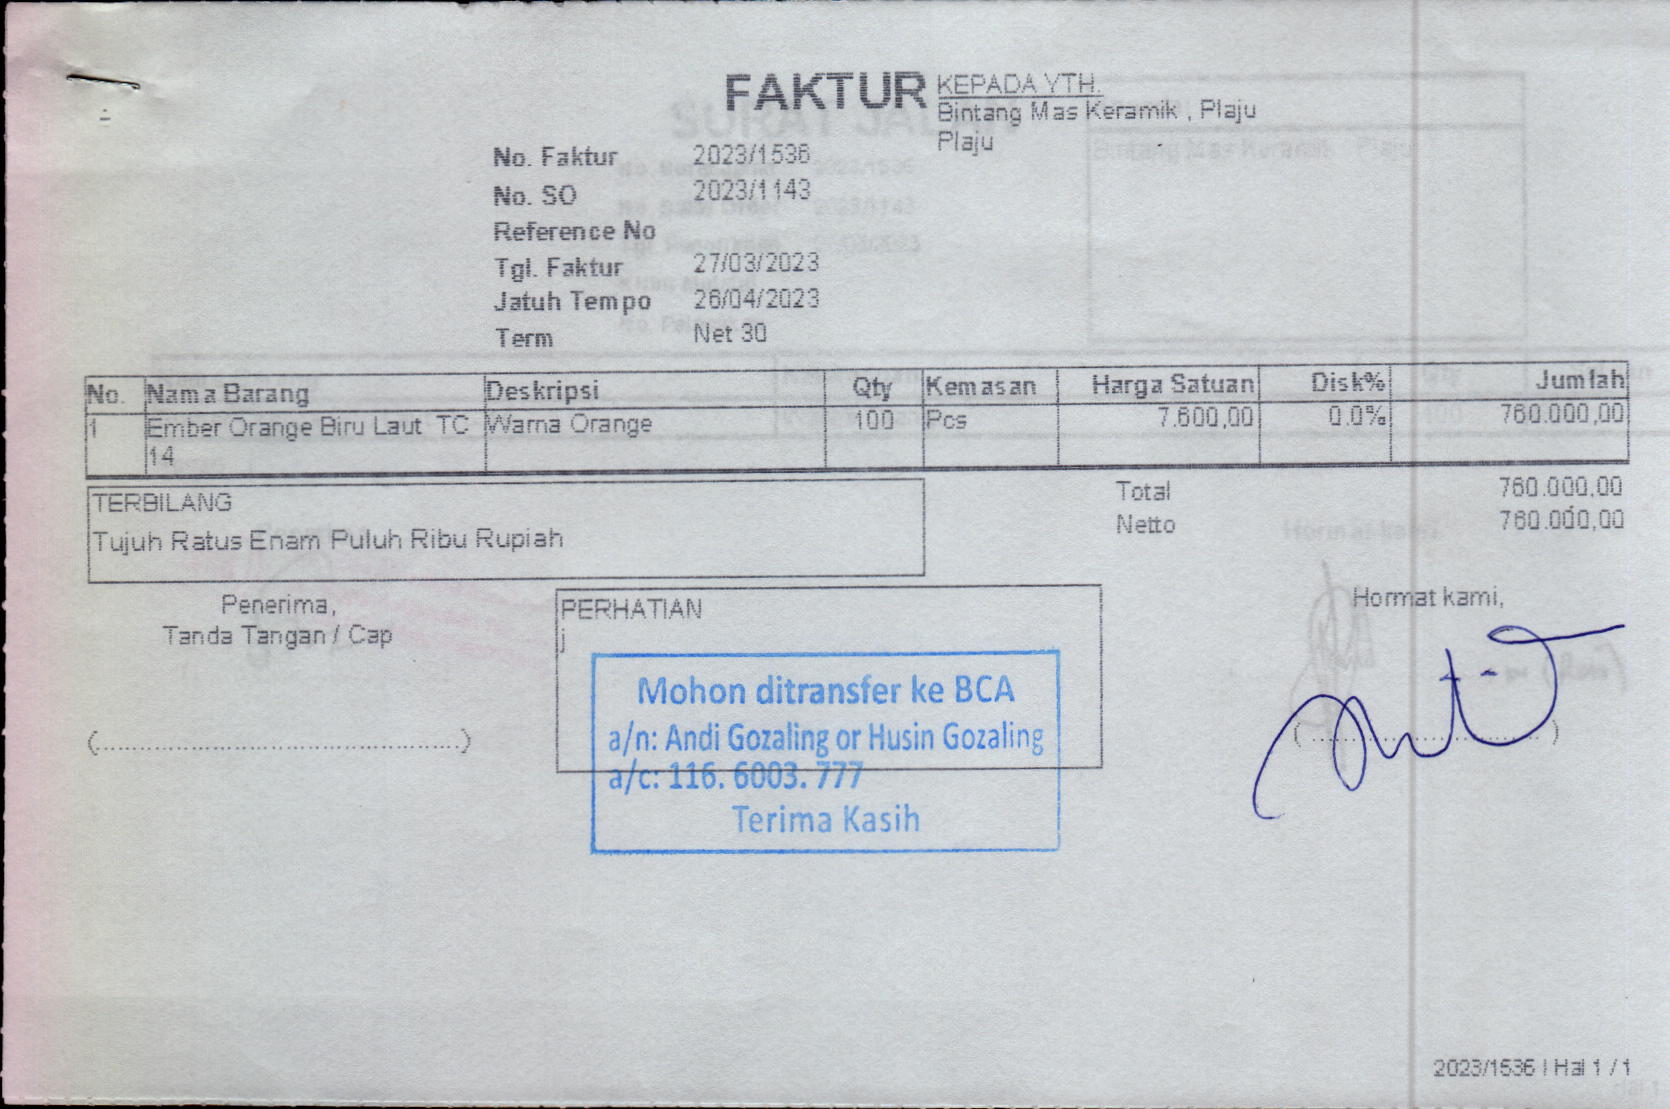 FAKTUR
KEPADA YTH.
Bintang Mas Keramik , Plaju
Plaju
No. Faktur 2023/1536
No. SO 2023/1143
Reference No
Tgl. Faktur 27/03/2023
Jatuh Tempo 26/04/2023
Term Net 30
No. Nama Barang Deskripsi Qty Kemasan Harga Satuan Disk% Jumlah
1 Ember Orange Biru Laut TC Warna Orange 100 Pcs 7.600,00 0.0% 760.000,00
14
TERBILANG
Tujuh Ratus Enam Puluh Ribu Rupiah
Total 760.000,00
Netto 760.000,00
Penerima,
Tanda Tangan / Cap
(..............................................)
PERHATIAN
j
Mohon ditransfer ke BCA
a/n: Andi Gozaling or Husin Gozaling
a/c: 116. 6003. 777
Terima Kasih
Hormat kami,
(................................)
2023/1536 | Hal 1 / 1